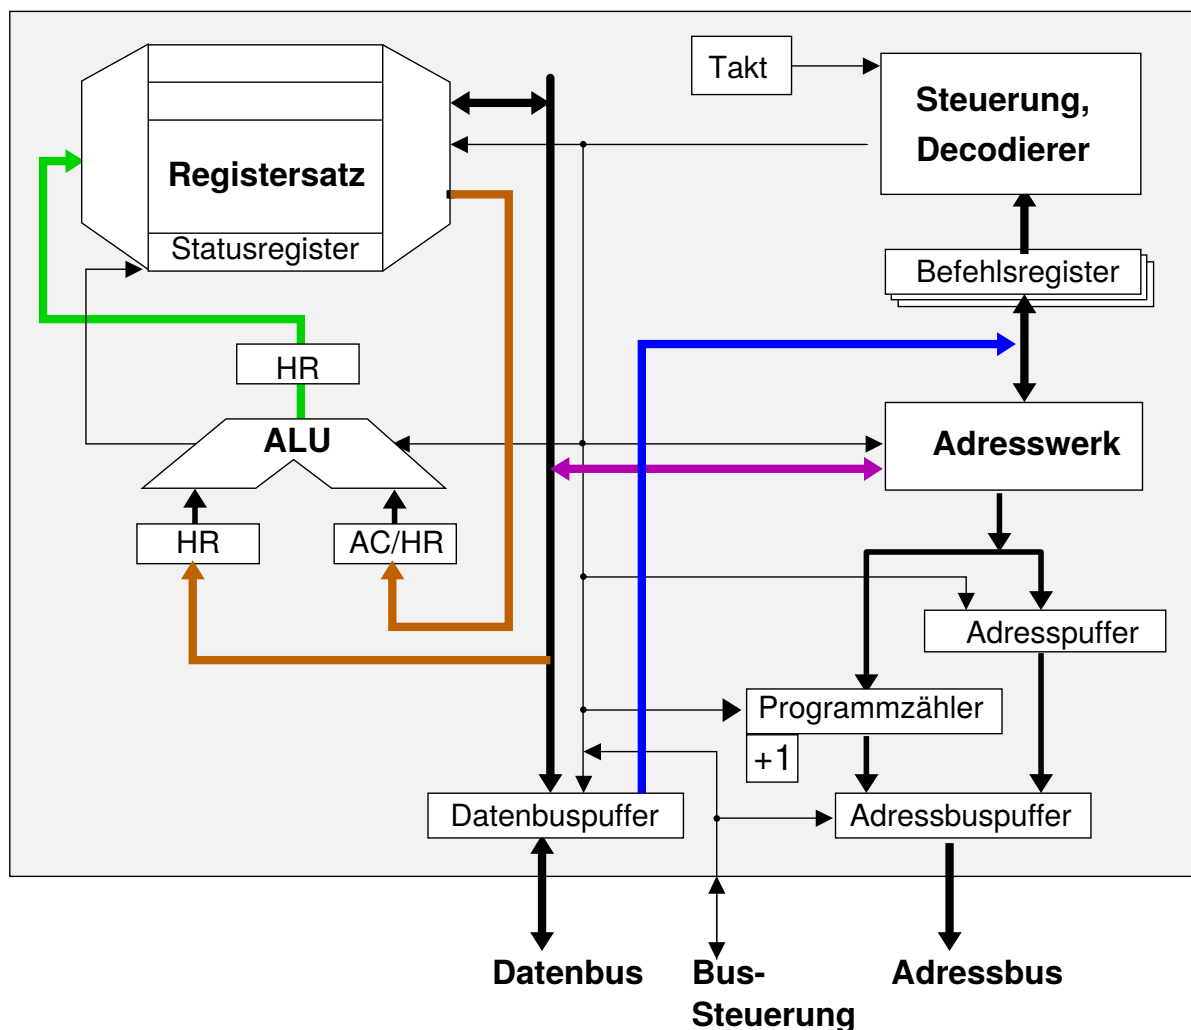 Takt
Steuerung,
Decodierer
Registersatz
Statusregister
Befehlsregister
HR
ALU
Adresswerk
HR
AC/HR
Adresspuffer
Programmzähler
+1
Datenbuspuffer
Adressbuspuffer
Datenbus
Bus-
Steuerung
Adressbus